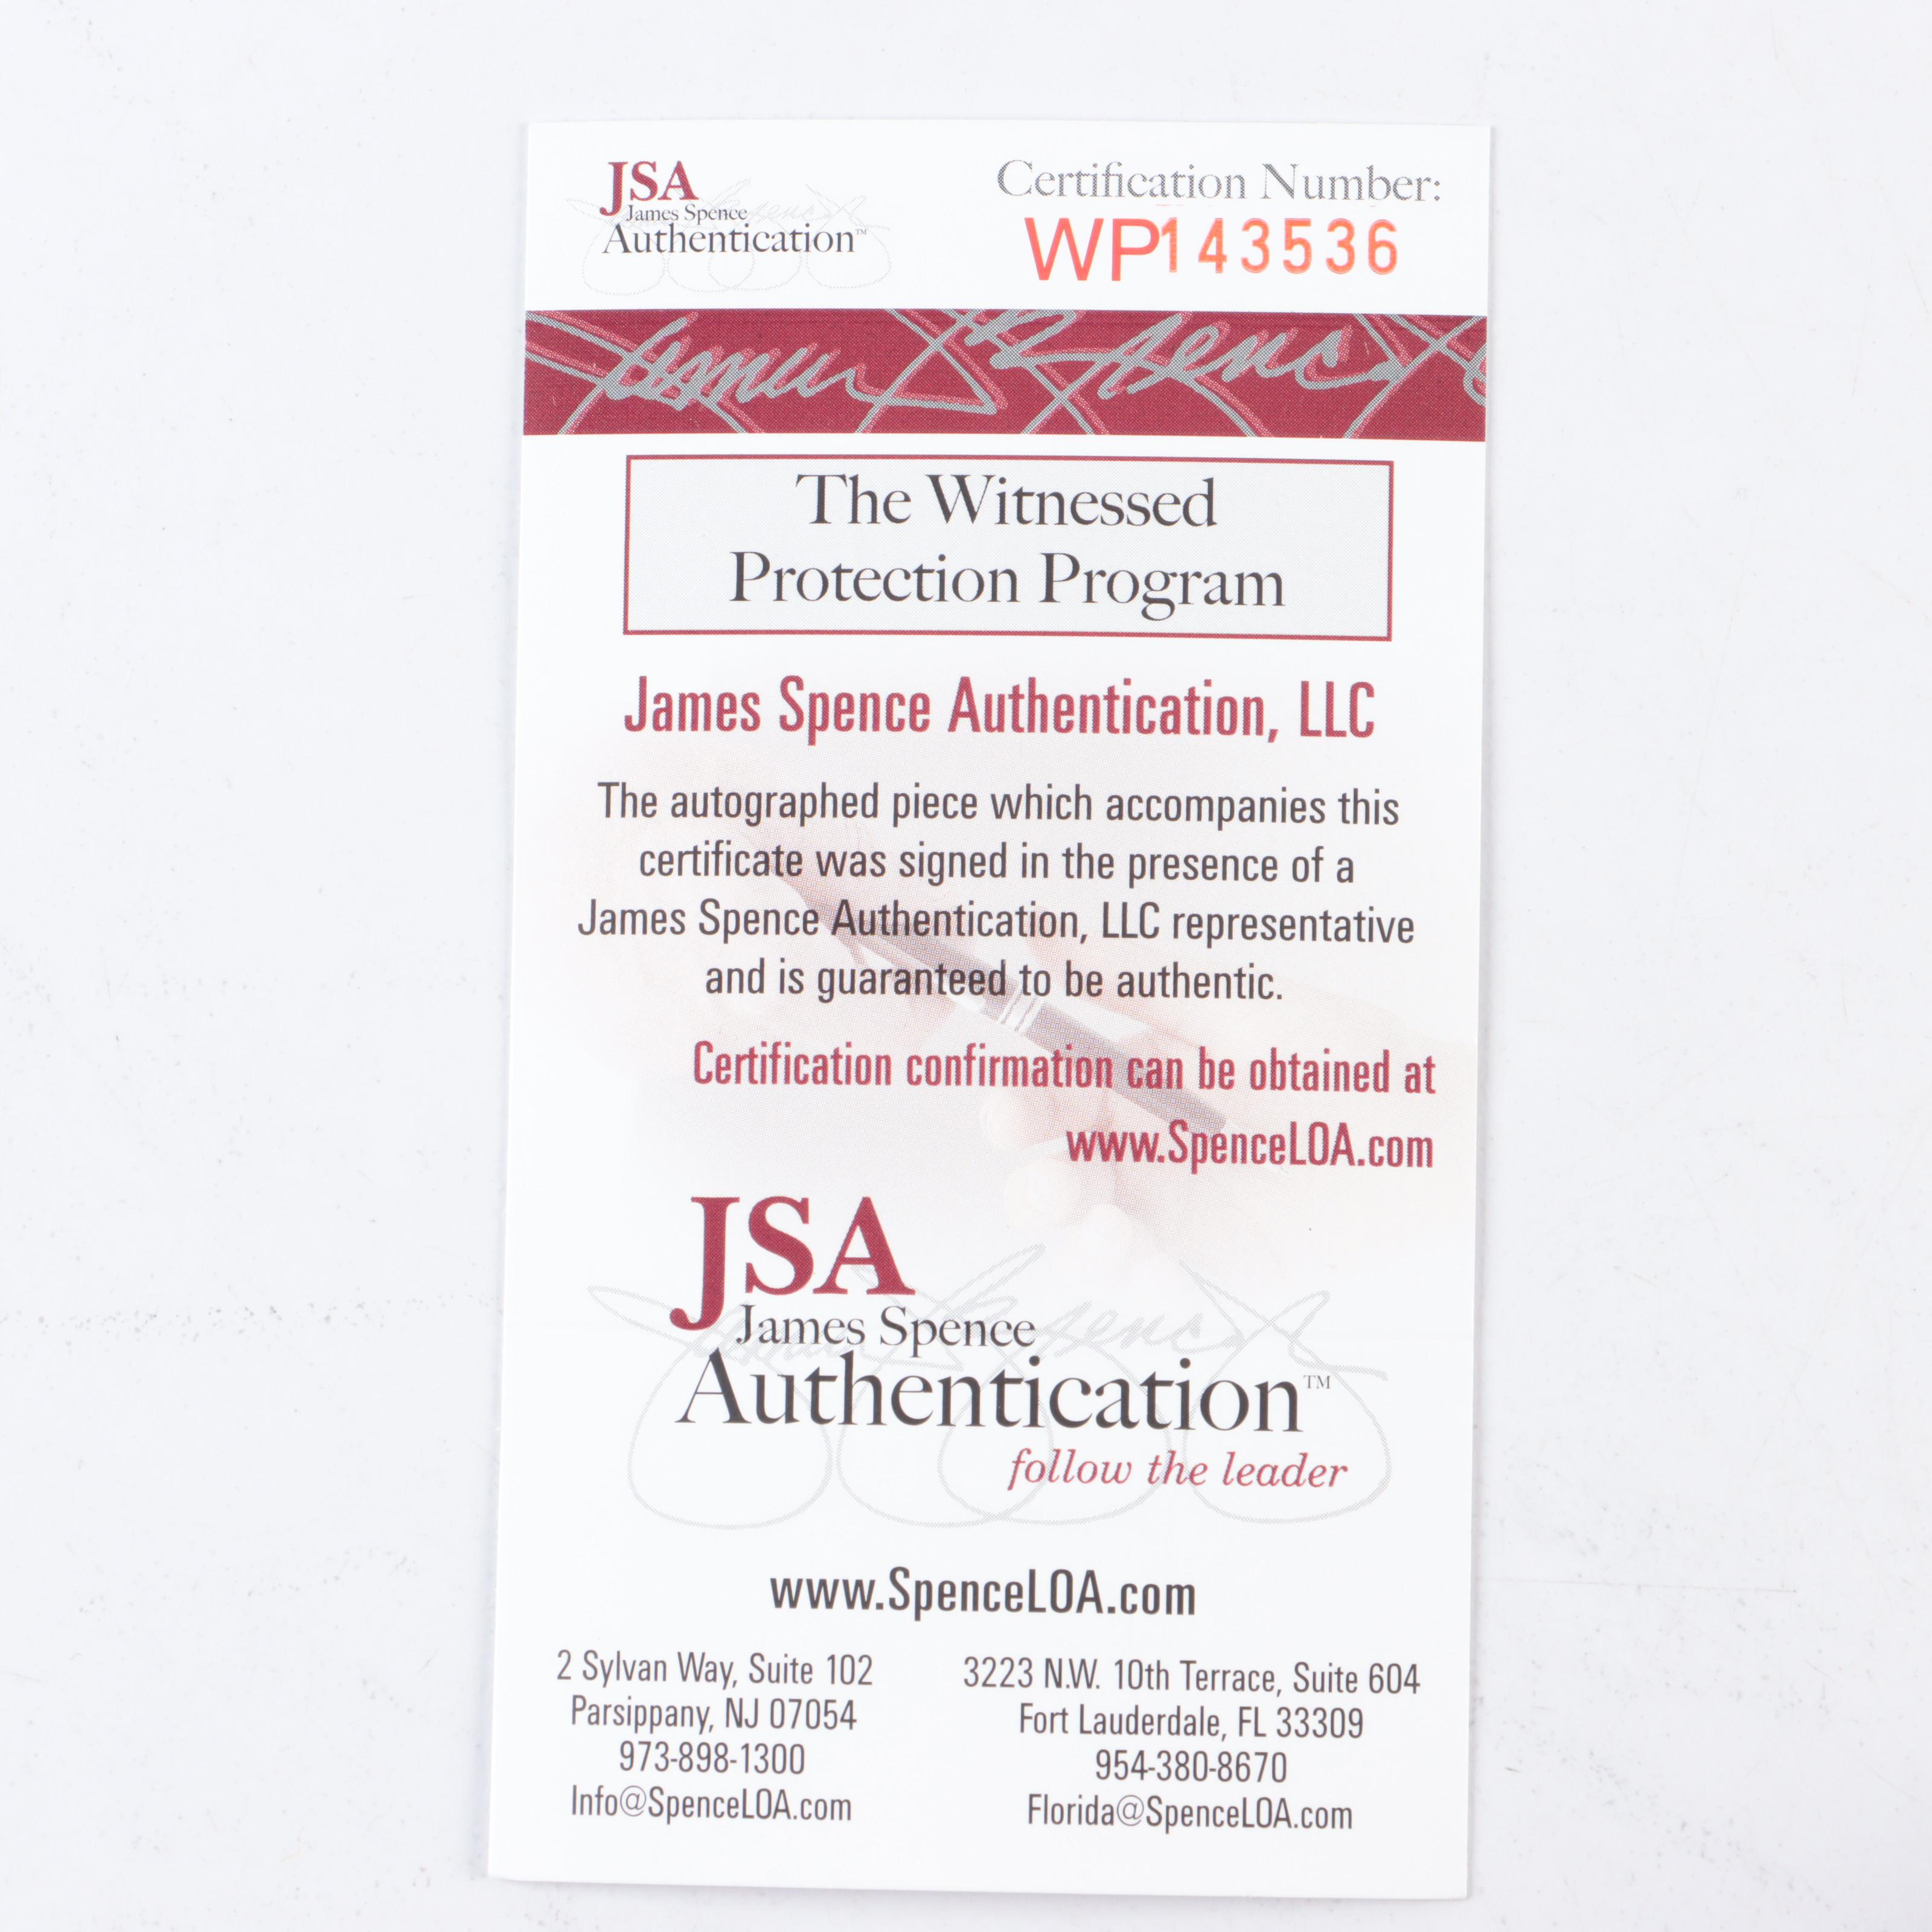 JSA
James Spence
Authentication™
Certification Number:
WP143536
James Spence
The Witnessed
Protection Program
James Spence Authentication, LLC
The autographed piece which accompanies this
certificate was signed in the presence of a
James Spence Authentication, LLC representative
and is guaranteed to be authentic.
Certification confirmation can be obtained at
www.SpenceLOA.com
JSA
James Spence
Authentication™
follow the leader
www.SpenceLOA.com
2 Sylvan Way, Suite 102
Parsippany, NJ 07054
973-898-1300
Info@SpenceLOA.com
3223 N.W. 10th Terrace, Suite 604
Fort Lauderdale, FL 33309
954-380-8670
Florida@SpenceLOA.com